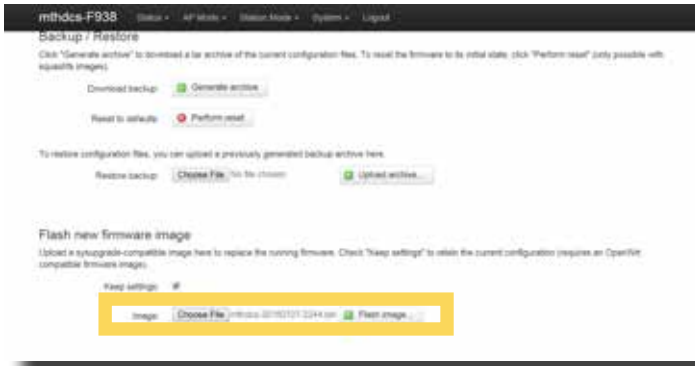 mthdcs-F938 Status AP Mode Station Mode System Logout
Backup / Restore
Click "Generate archive" to download a tar archive of the current configuration files. To reset the firmware to its initial state, click "Perform reset" (only possible with
squashfs images).
Download backup: Generate archive
Reset to defaults: Perform reset
To restore configuration files, you can upload a previously generated backup archive here.
Restore backup: Choose File No file chosen Upload archive...
Flash new firmware image
Upload a sysupgrade-compatible image here to replace the running firmware. Check "Keep settings" to retain the current configuration (requires an OpenWrt
compatible firmware image).
Keep settings:
Image: Choose File Flash image...